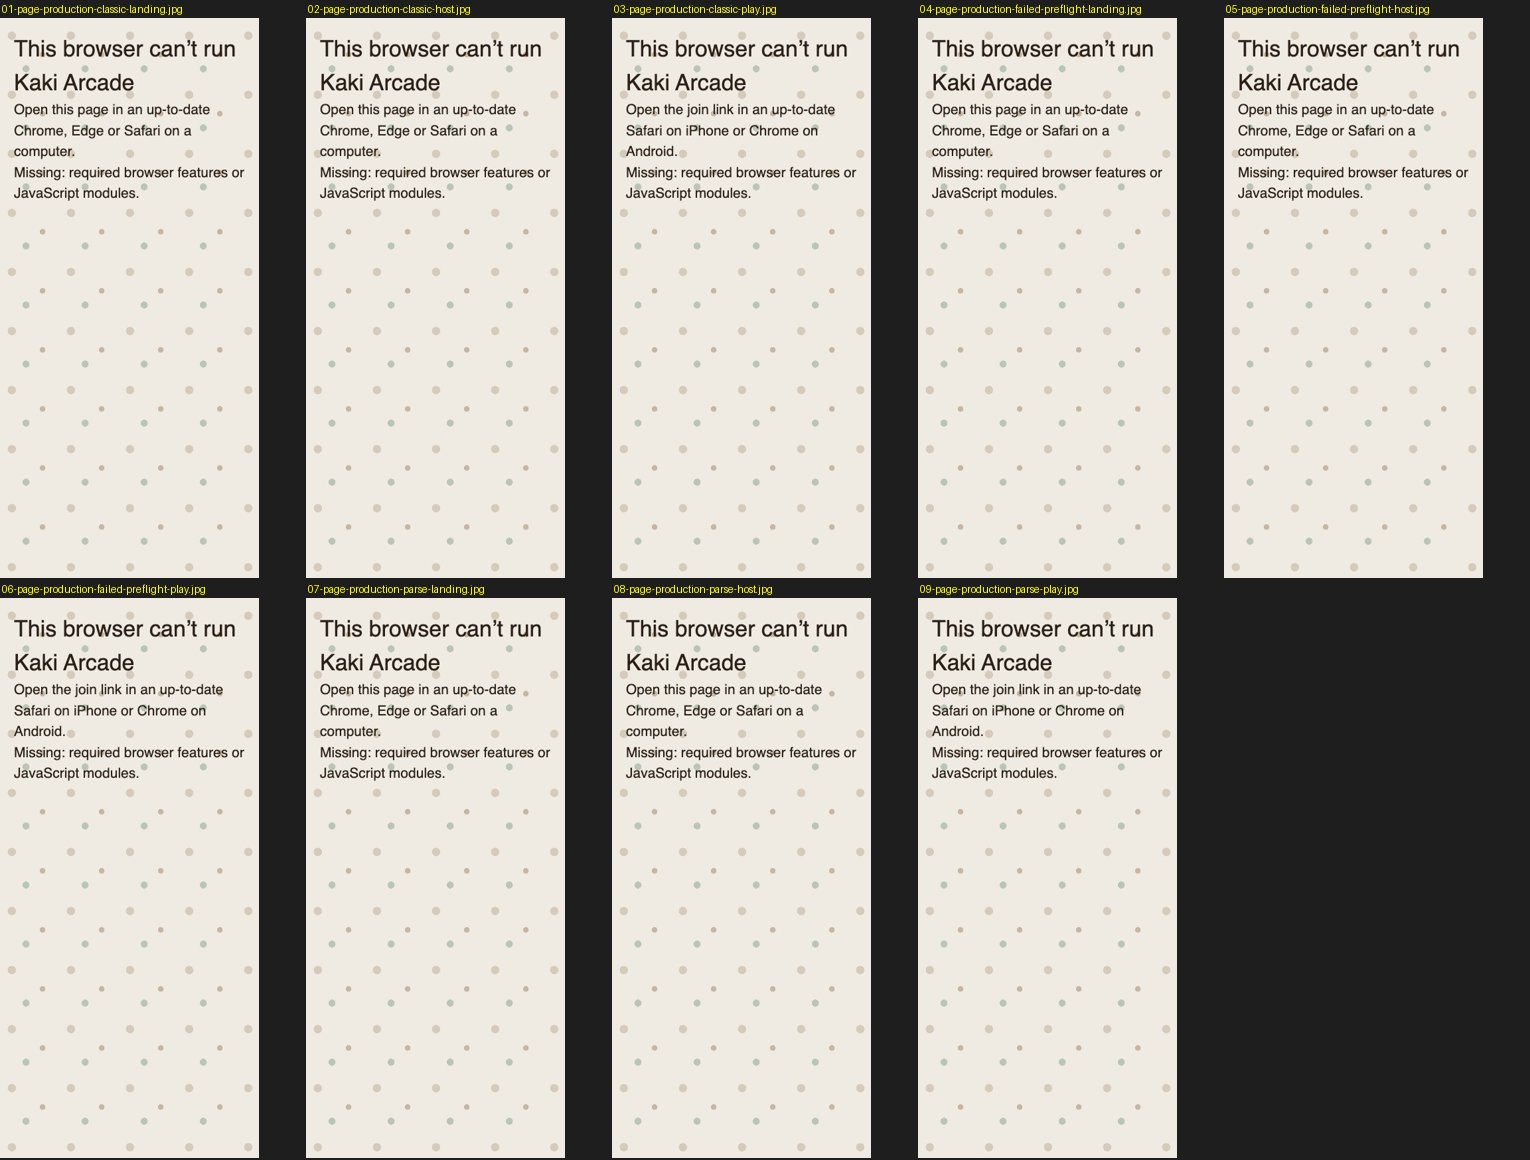 01-page-production-classic-landing.jpg
This browser can’t run
Kaki Arcade
Open this page in an up-to-date
Chrome, Edge or Safari on a
computer.
Missing: required browser features or
JavaScript modules.
02-page-production-classic-host.jpg
This browser can’t run
Kaki Arcade
Open this page in an up-to-date
Chrome, Edge or Safari on a
computer.
Missing: required browser features or
JavaScript modules.
03-page-production-classic-play.jpg
This browser can’t run
Kaki Arcade
Open the join link in an up-to-date
Safari on iPhone or Chrome on
Android.
Missing: required browser features or
JavaScript modules.
04-page-production-failed-preflight-landing.jpg
This browser can’t run
Kaki Arcade
Open this page in an up-to-date
Chrome, Edge or Safari on a
computer.
Missing: required browser features or
JavaScript modules.
05-page-production-failed-preflight-host.jpg
This browser can’t run
Kaki Arcade
Open this page in an up-to-date
Chrome, Edge or Safari on a
computer.
Missing: required browser features or
JavaScript modules.
06-page-production-failed-preflight-play.jpg
This browser can’t run
Kaki Arcade
Open the join link in an up-to-date
Safari on iPhone or Chrome on
Android.
Missing: required browser features or
JavaScript modules.
07-page-production-parse-landing.jpg
This browser can’t run
Kaki Arcade
Open this page in an up-to-date
Chrome, Edge or Safari on a
computer.
Missing: required browser features or
JavaScript modules.
08-page-production-parse-host.jpg
This browser can’t run
Kaki Arcade
Open this page in an up-to-date
Chrome, Edge or Safari on a
computer.
Missing: required browser features or
JavaScript modules.
09-page-production-parse-play.jpg
This browser can’t run
Kaki Arcade
Open the join link in an up-to-date
Safari on iPhone or Chrome on
Android.
Missing: required browser features or
JavaScript modules.